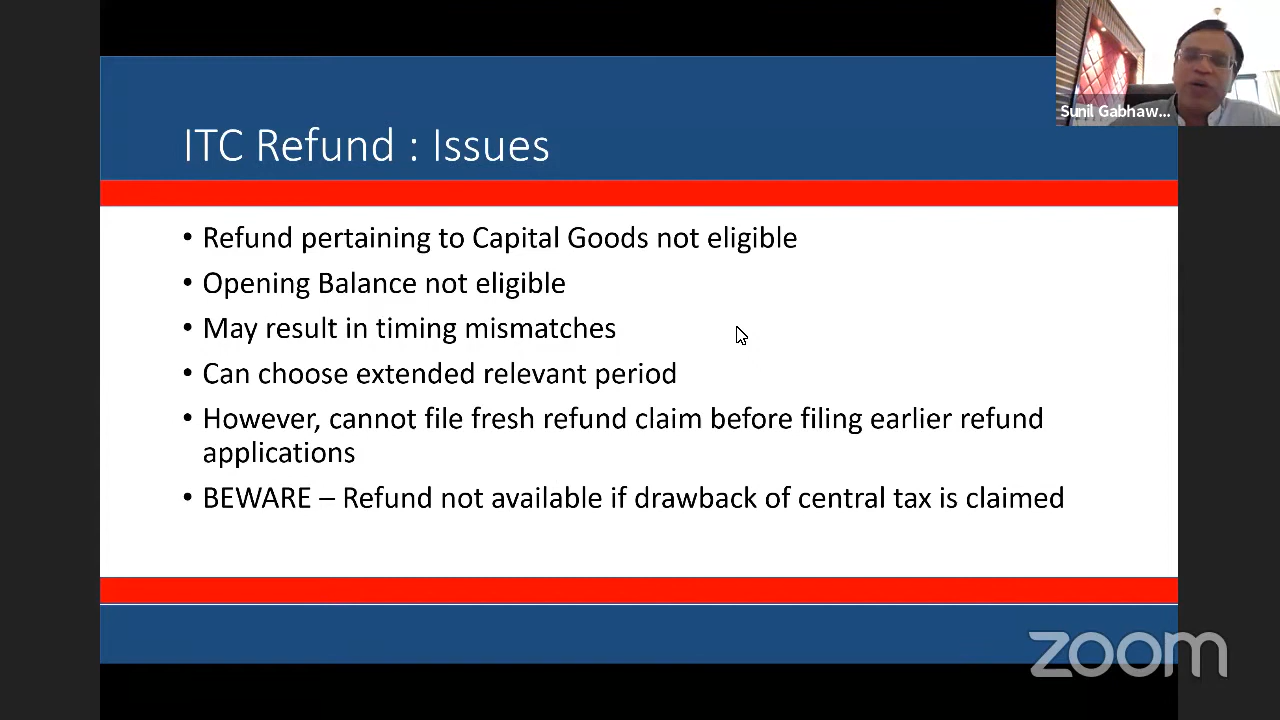 Sunil Gabhaw...
ITC Refund : Issues
• Refund pertaining to Capital Goods not eligible
• Opening Balance not eligible
• May result in timing mismatches
• Can choose extended relevant period
• However, cannot file fresh refund claim before filing earlier refund
applications
• BEWARE – Refund not available if drawback of central tax is claimed
zoom